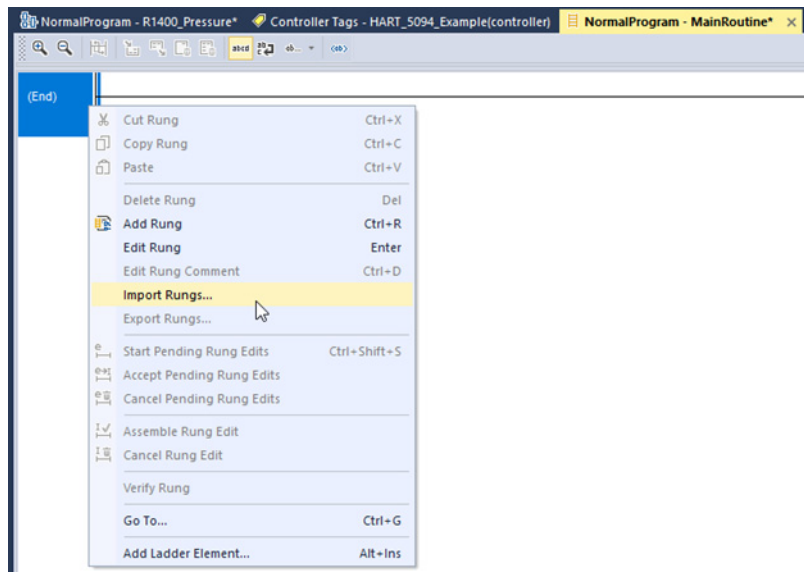 NormalProgram - R1400_Pressure* Controller Tags - HART_5094_Example(controller) NormalProgram - MainRoutine* ×
abcd ab
(End)
Cut Rung Ctrl+X
Copy Rung Ctrl+C
Paste Ctrl+V
Delete Rung Del
Add Rung Ctrl+R
Edit Rung Enter
Edit Rung Comment Ctrl+D
Import Rungs...
Export Rungs...
Start Pending Rung Edits Ctrl+Shift+S
Accept Pending Rung Edits
Cancel Pending Rung Edits
Assemble Rung Edit
Cancel Rung Edit
Verify Rung
Go To... Ctrl+G
Add Ladder Element... Alt+Ins